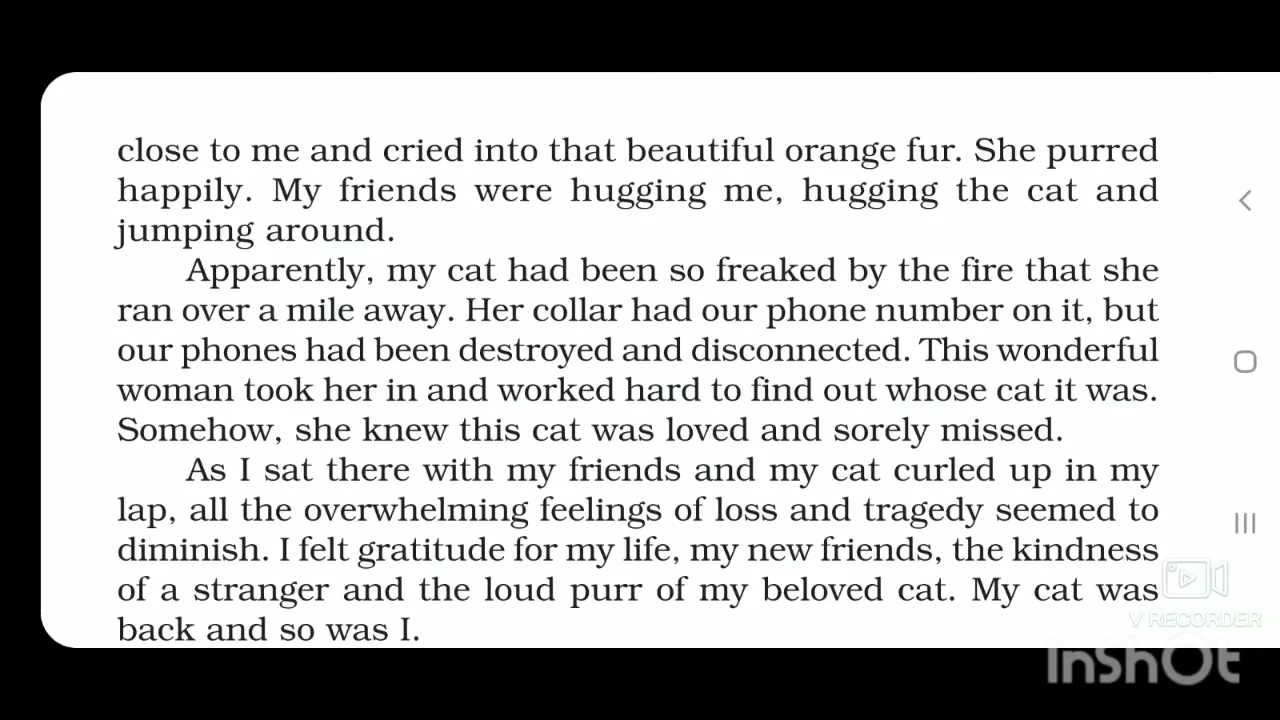 close to me and cried into that beautiful orange fur. She purred
happily. My friends were hugging me, hugging the cat and
jumping around.
Apparently, my cat had been so freaked by the fire that she
ran over a mile away. Her collar had our phone number on it, but
our phones had been destroyed and disconnected. This wonderful
woman took her in and worked hard to find out whose cat it was.
Somehow, she knew this cat was loved and sorely missed.
As I sat there with my friends and my cat curled up in my
lap, all the overwhelming feelings of loss and tragedy seemed to
diminish. I felt gratitude for my life, my new friends, the kindness
of a stranger and the loud purr of my beloved cat. My cat was
back and so was I.
V RECORDER
InShOt